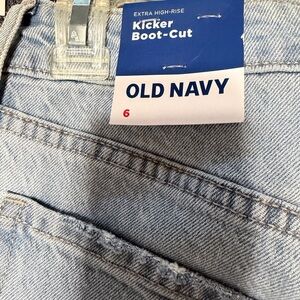 EXTRA HIGH-RISE
Kicker
Boot-Cut
OLD NAVY
6